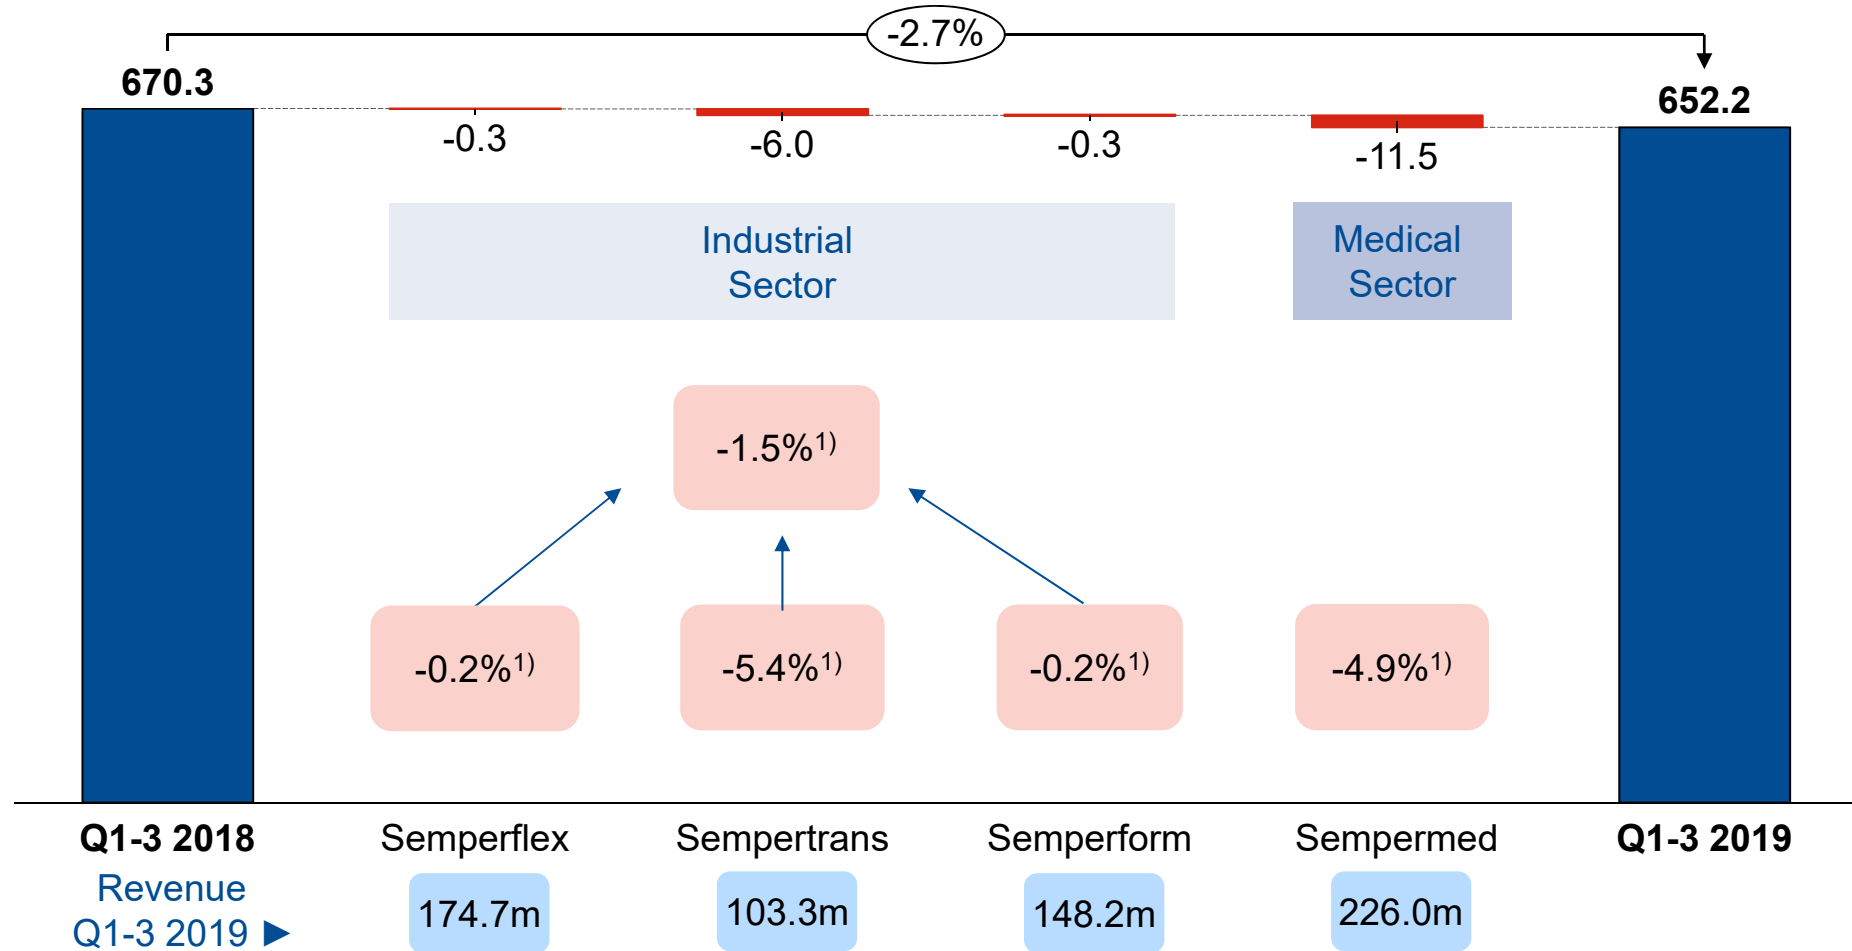 -2.7%
670.3
652.2
-0.3
-6.0
-0.3
-11.5
Industrial
Sector
Medical
Sector
-1.5%1)
-0.2%1)
-5.4%1)
-0.2%1)
-4.9%1)
Q1-3 2018
Semperflex
Sempertrans
Semperform
Sempermed
Q1-3 2019
Revenue
Q1-3 2019 ►
174.7m
103.3m
148.2m
226.0m